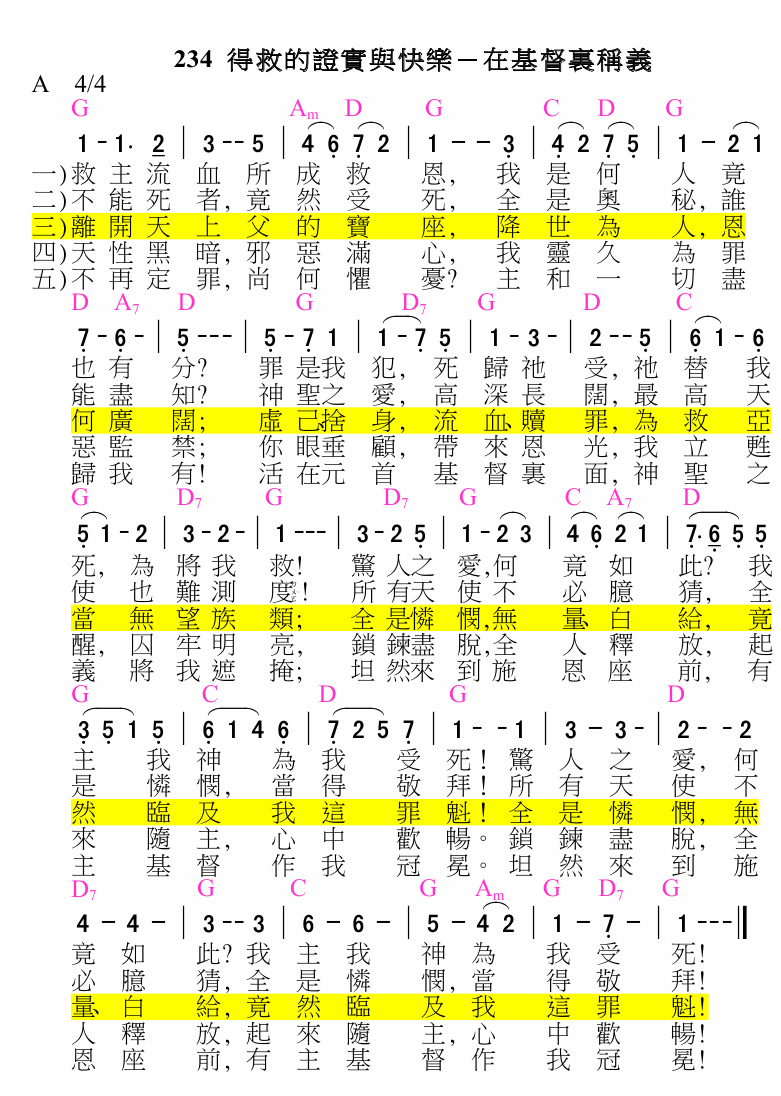 234 得救的證實與快樂－在基督裏稱義
A 4/4
G Am D G C D G
1 - 1. 2 | 3 -- 5 | 4 6 7 2 | 1 – – 3 | 4 2 7 5 | 1 – 2 1
一)救主流血所成救恩, 我是何人竟
二)不能死者, 竟然受死, 全是奧秘, 誰
三)離開天上父的寶座, 降世為人, 恩
四)天性黑暗, 邪惡滿心, 我靈久為罪
五)不再定罪, 尚何懼憂? 主和一切盡
D A7 D G D7 G D C
7 - 6 - | 5 --- | 5 - 7 1 | 1 - 7 5 | 1 - 3 - | 2 -- 5 | 6 1 - 6
也有分? 罪是我犯, 死歸祂受, 祂替我
能盡知? 神聖之愛, 高深長闊, 最高天
何廣闊; 虛己、捨身, 流血、贖罪, 為救亞
惡監禁; 你眼垂顧, 帶來恩光, 我立甦
歸我有! 活在元首基督裏面, 神聖之
G D7 G D7 G C A7 D
5 1 - 2 | 3 - 2 - | 1 --- | 3 - 2 5 | 1 - 2 3 | 4 6 2 1 | 7. 6 5 5
死, 為將我救! 驚人之愛, 何竟如此? 我
使也難測度! 所有天使不必臆猜, 全
當無望族類; 全是憐憫, 無量、白給, 竟
醒, 囚牢明亮, 鎖鍊盡脫, 全人釋放, 起
義將我遮掩; 坦然來到施恩座前, 有
G C D G D
3 5 1 5 | 6 1 4 6 | 7 2 5 7 | 1 - - 1 | 3 – 3 - | 2 - - 2
主我神為我受死! 驚人之愛, 何
是憐憫, 當得敬拜! 所有天使不
然臨及我這罪魁! 全是憐憫, 無
來隨主, 心中歡暢。鎖鍊盡脫, 全
主基督作我冠冕。坦然來到施
D7 G C G Am G D7 G
4 – 4 – | 3 -- 3 | 6 – 6 – | 5 – 4 2 | 1 – 7 – | 1 ---‖
竟如此? 我主我神為我受死!
必臆猜, 全是憐憫, 當得敬拜!
量、白給, 竟然臨及我這罪魁!
人釋放, 起來隨主, 心中歡暢!
恩座前, 有主基督作我冠冕!